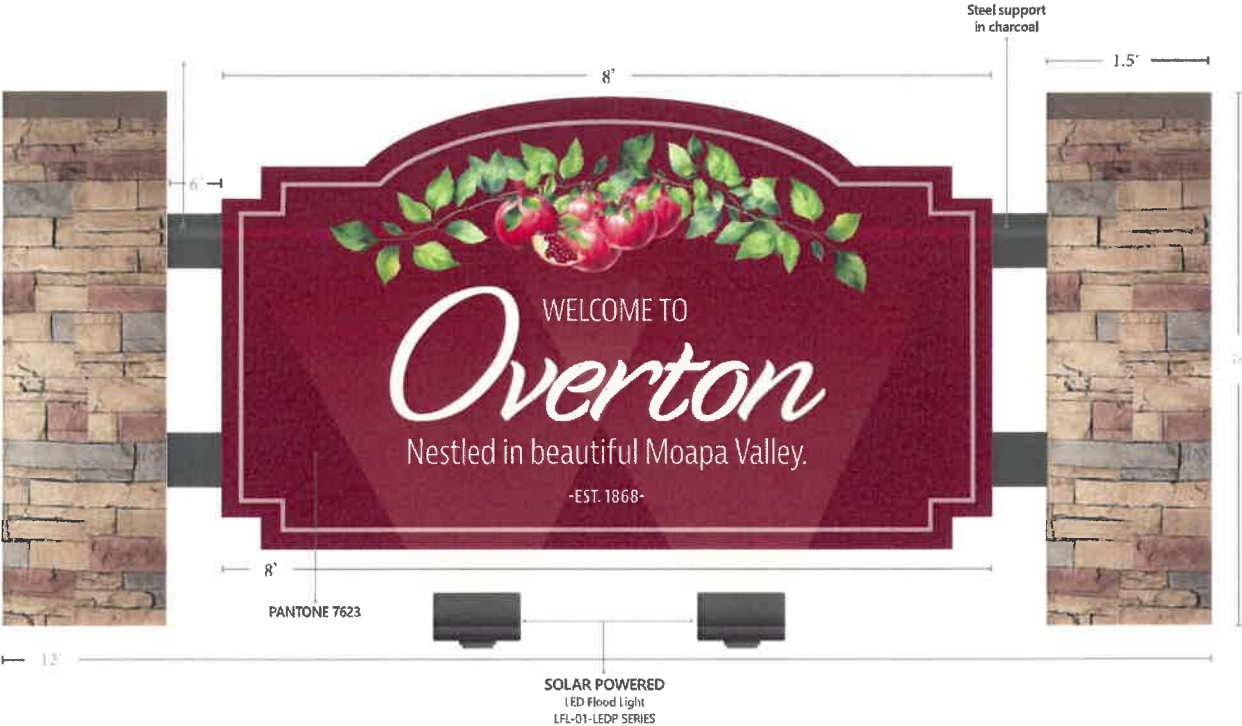 Steel support
in charcoal
8'
1.5'
6"
WELCOME TO
Overton
Nestled in beautiful Moapa Valley.
-EST. 1868-
8'
PANTONE 7623
12'
SOLAR POWERED
LED Flood Light
LFL-01-LEDP SERIES